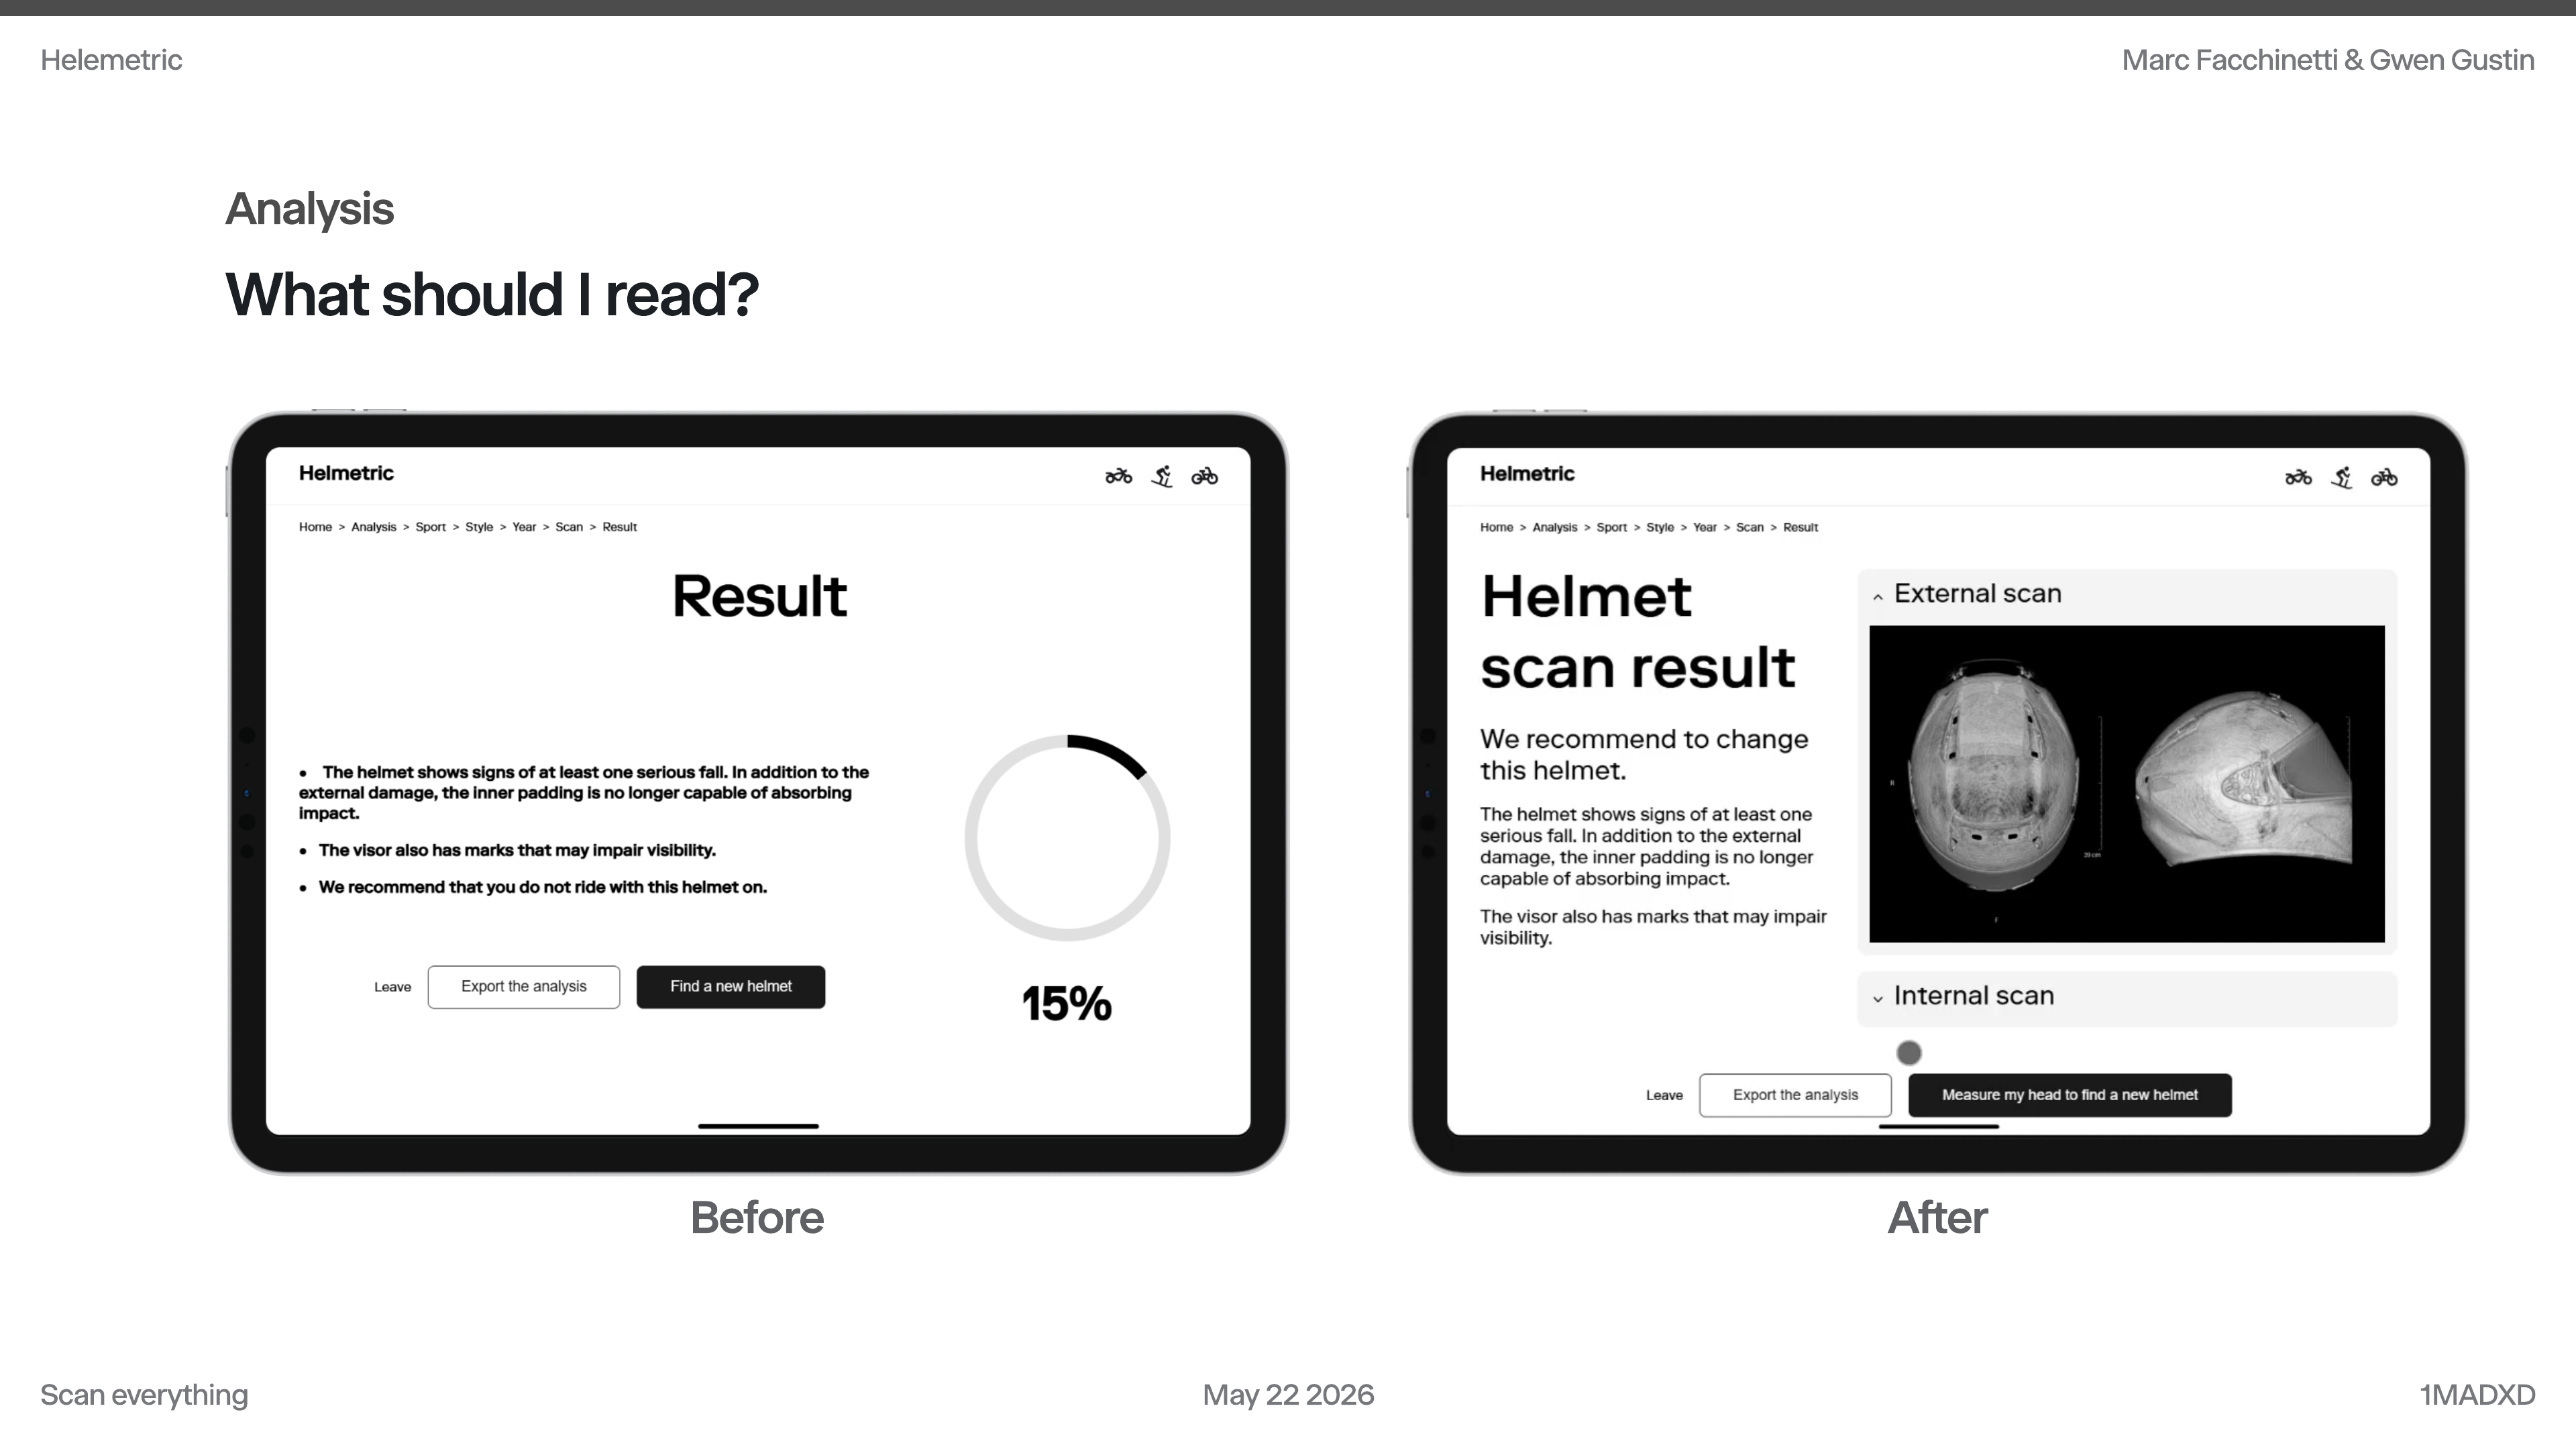 Helemetric
Marc Facchinetti & Gwen Gustin
Analysis
What should I read?
Helmetric
Home > Analysis > Sport > Style > Year > Scan > Result
Result
• The helmet shows signs of at least one serious fall. In addition to the
external damage, the inner padding is no longer capable of absorbing
impact.
• The visor also has marks that may impair visibility.
• We recommend that you do not ride with this helmet on.
Leave
Export the analysis
Find a new helmet
15%
Before
Helmetric
Home > Analysis > Sport > Style > Year > Scan > Result
Helmet
scan result
We recommend to change
this helmet.
The helmet shows signs of at least one
serious fall. In addition to the external
damage, the inner padding is no longer
capable of absorbing impact.
The visor also has marks that may impair
visibility.
External scan
20 cm
Internal scan
Leave
Export the analysis
Measure my head to find a new helmet
After
Scan everything
May 22 2026
1MADXD